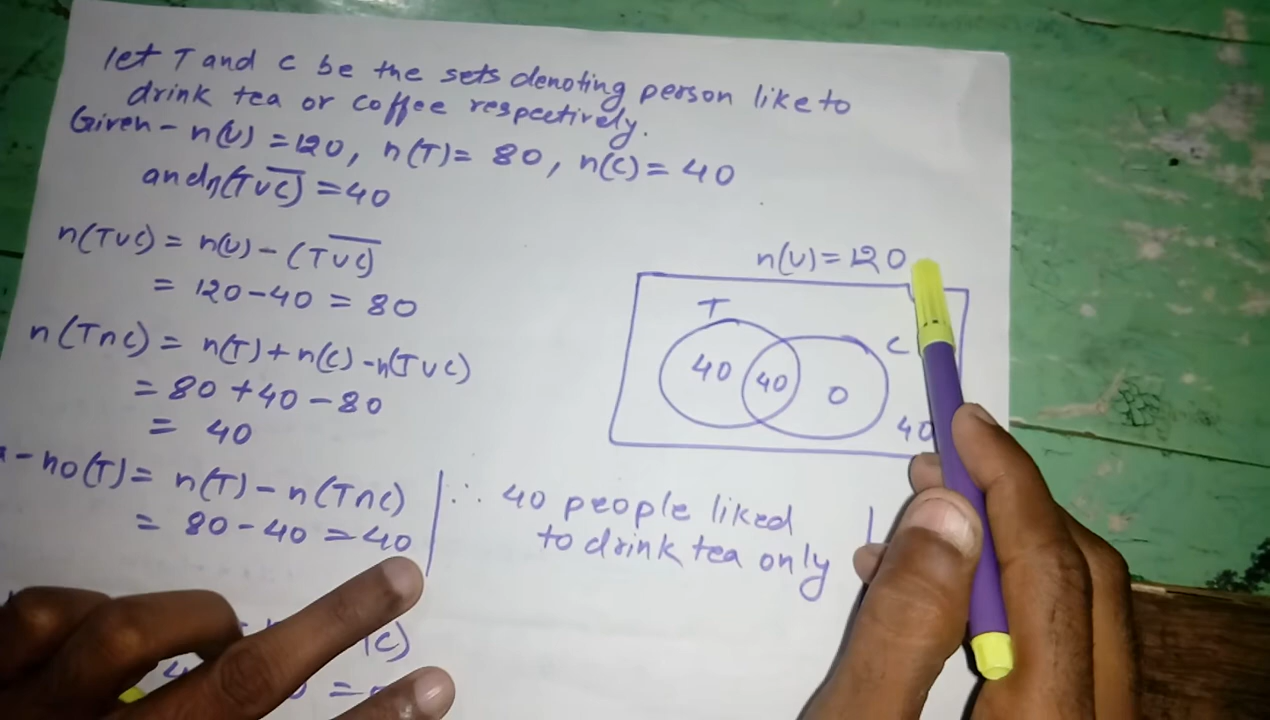 let T and c be the sets denoting person like to
drink tea or coffee respectively.
Given - n(U) = 120, n(T) = 80, n(C) = 40
and n(T∪C)̅ = 40
n(T∪C) = n(U) - (T∪C)̅
= 120 - 40 = 80
n(T∩C) = n(T) + n(C) - n(T∪C)
= 80 + 40 - 80
= 40
- no(T) = n(T) - n(T∩C)
= 80 - 40 = 40
∴ 40 people liked
to drink tea only
n(U) = 120
T
C
40 40 0
40
(C)
=